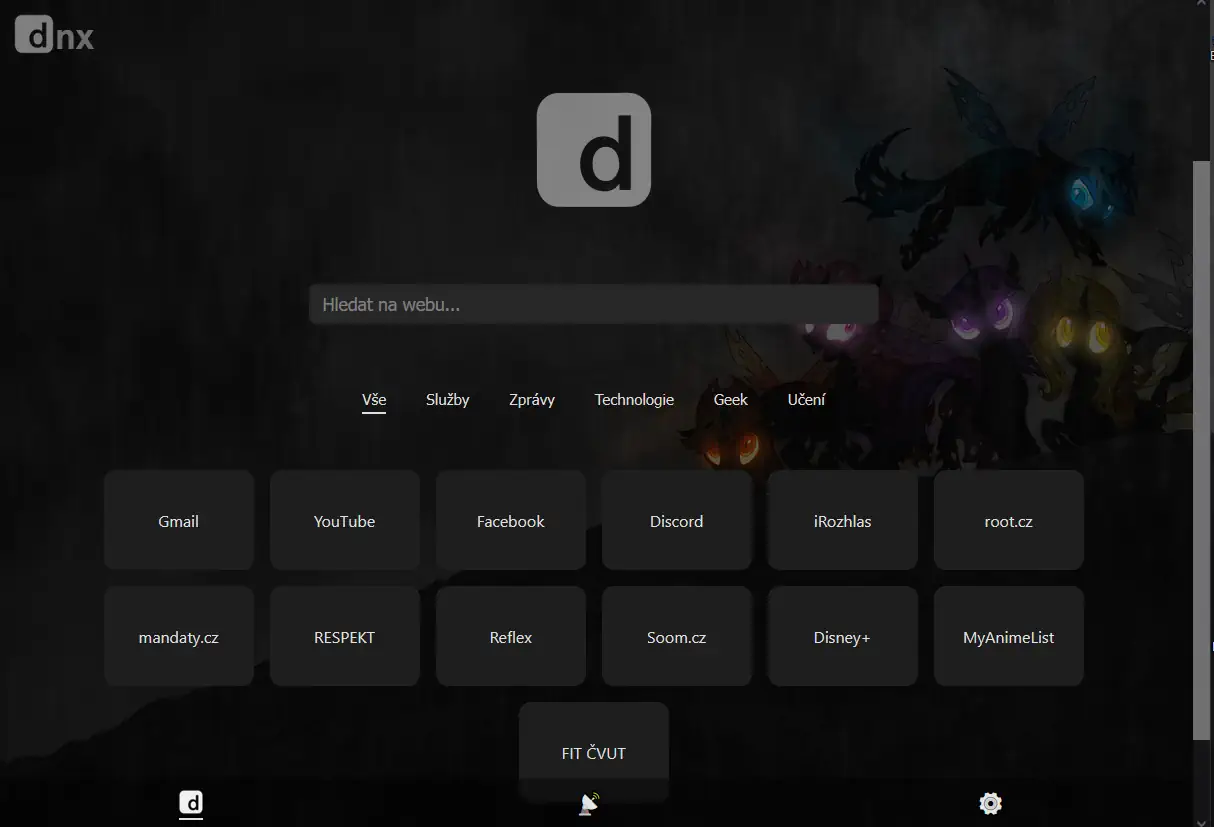 dnx
d
Hledat na webu...
Vše Služby Zprávy Technologie Geek Učení
Gmail YouTube Facebook Discord iRozhlas root.cz
mandaty.cz RESPEKT Reflex Soom.cz Disney+ MyAnimeList
FIT ČVUT
d